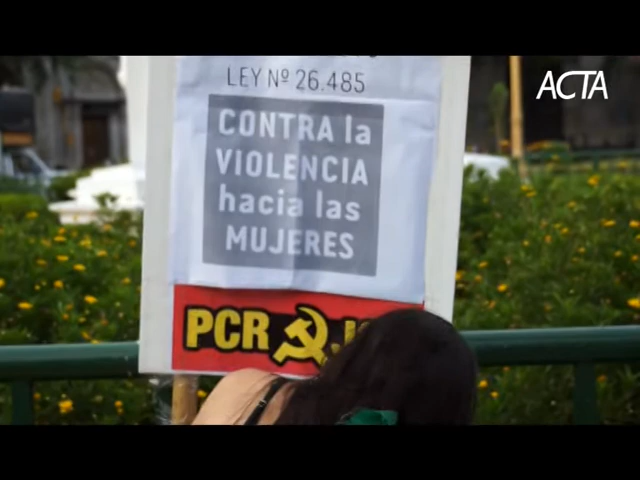 LEY Nº 26.485
CONTRA la
VIOLENCIA
hacia las
MUJERES
PCR
ACTA